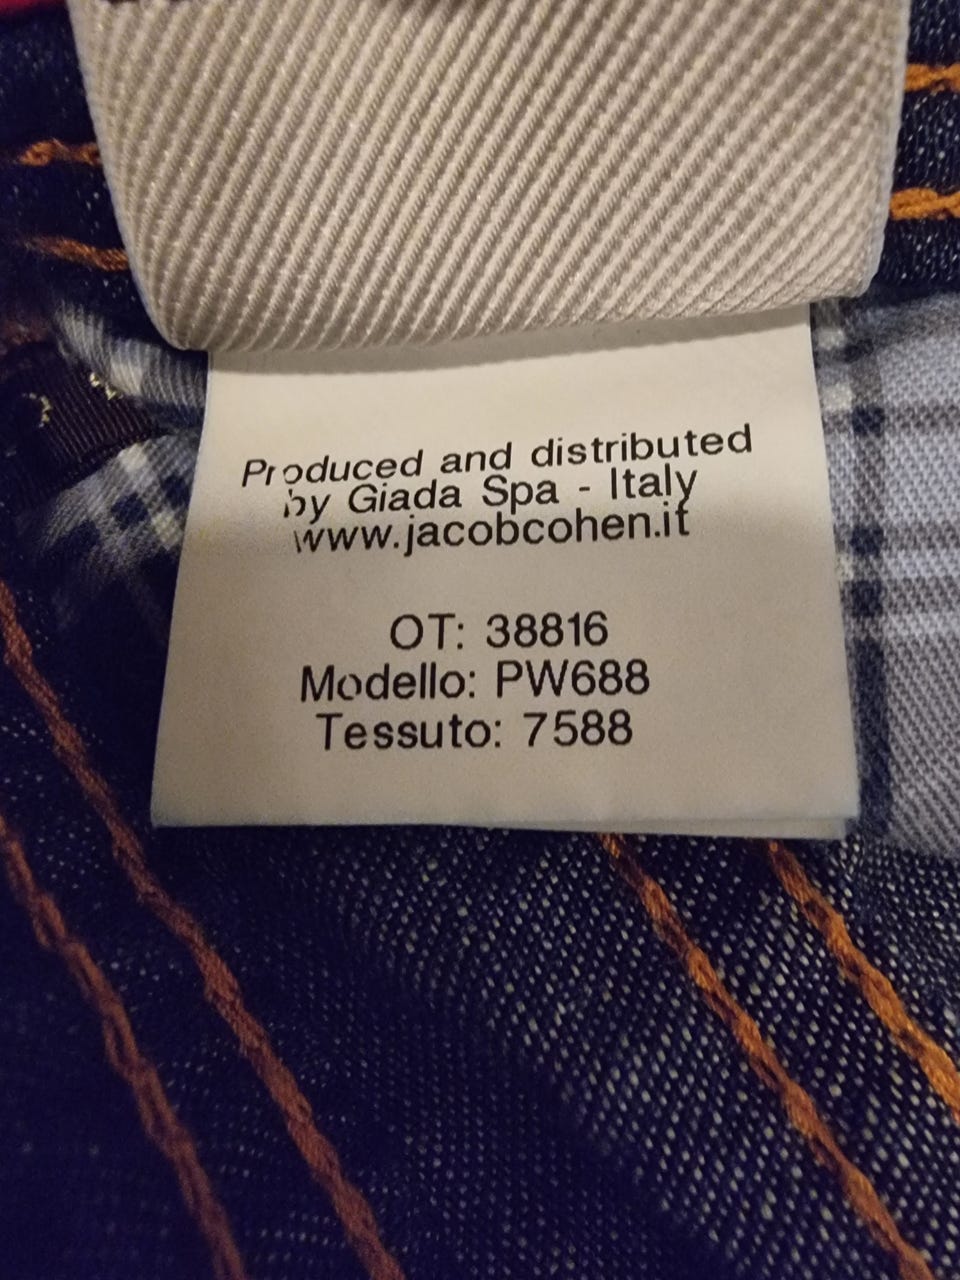 Produced and distributed
by Giada Spa - Italy
www.jacobcohen.it
OT: 38816
Modello: PW688
Tessuto: 7588